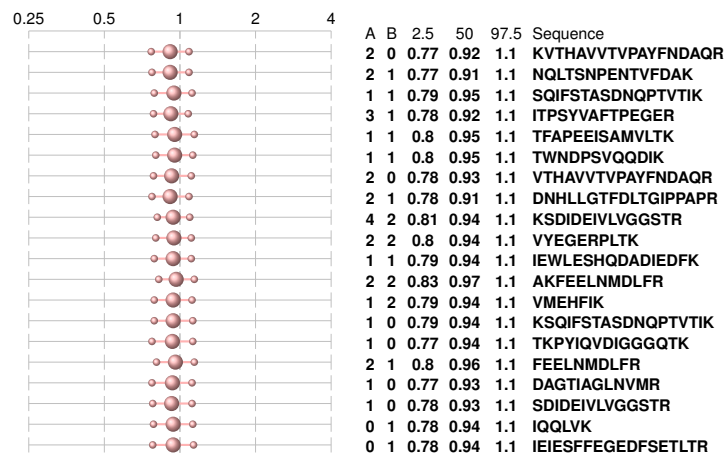 0.25 0.5 1 2 4
A B 2.5 50 97.5 Sequence
2 0 0.77 0.92 1.1 KVTHAVVTVPAYFNDAQR
2 1 0.77 0.91 1.1 NQLTSNPENTVFDAK
1 1 0.79 0.95 1.1 SQIFSTASDNQPTVTIK
3 1 0.78 0.92 1.1 ITPSYVAFTPEGER
1 1 0.8 0.95 1.1 TFAPEEISAMVLTK
1 1 0.8 0.95 1.1 TWNDPSVQQDIK
2 0 0.78 0.93 1.1 VTHAVVTVPAYFNDAQR
2 1 0.78 0.91 1.1 DNHLLGTFDLTGIPPAPR
4 2 0.81 0.94 1.1 KSDIDEIVLVGGSTR
2 2 0.8 0.94 1.1 VYEGERPLTK
1 1 0.79 0.94 1.1 IEWLESHQDADIEDFK
2 2 0.83 0.97 1.1 AKFEELNMDLFR
1 2 0.79 0.94 1.1 VMEHFIK
1 0 0.79 0.94 1.1 KSQIFSTASDNQPTVTIK
1 0 0.77 0.94 1.1 TKPYIQVDIGGGQTK
2 1 0.8 0.96 1.1 FEELNMDLFR
1 0 0.77 0.93 1.1 DAGTIAGLNVMR
1 0 0.78 0.93 1.1 SDIDEIVLVGGSTR
0 1 0.78 0.94 1.1 IQQLVK
0 1 0.78 0.94 1.1 IEIESFFEGEDFSETLTR